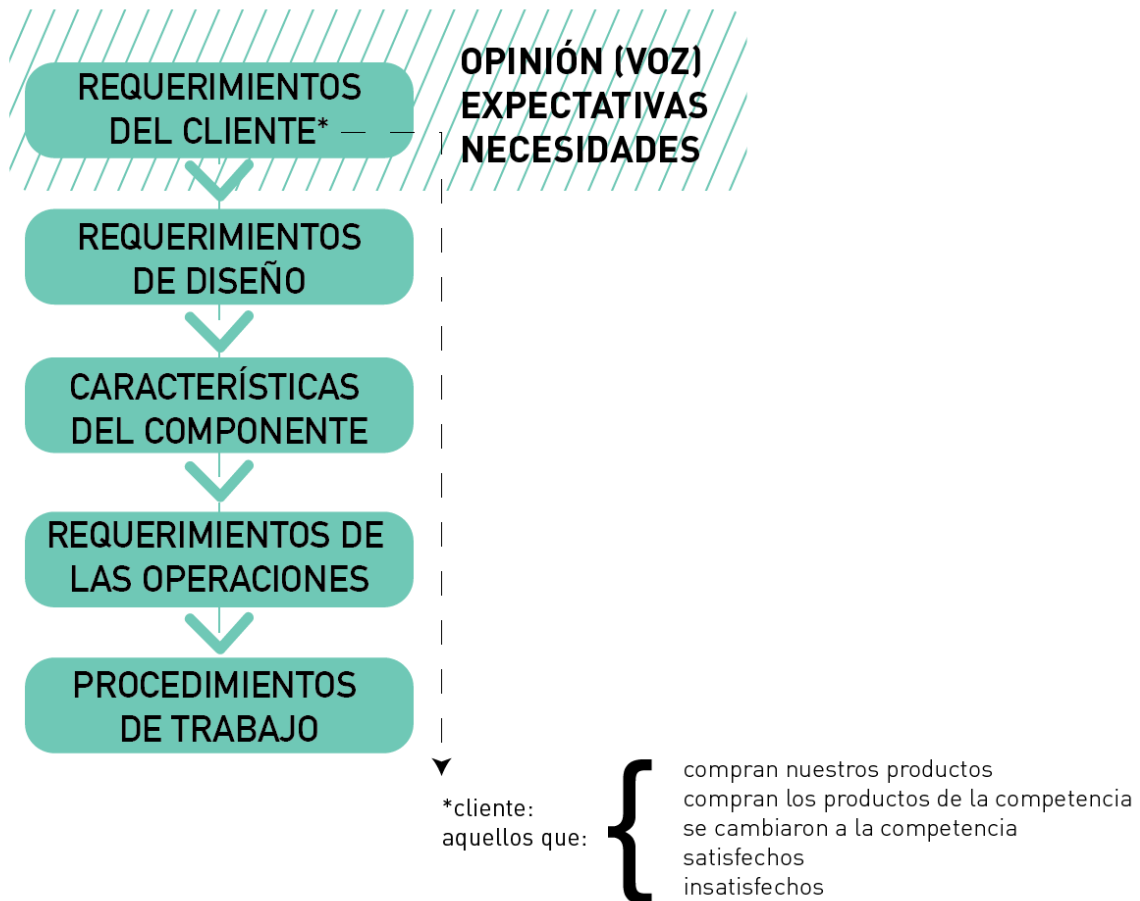 REQUERIMIENTOS
DEL CLIENTE*
OPINIÓN (VOZ)
EXPECTATIVAS
NECESIDADES
REQUERIMIENTOS
DE DISEÑO
CARACTERÍSTICAS
DEL COMPONENTE
REQUERIMIENTOS DE
LAS OPERACIONES
PROCEDIMIENTOS
DE TRABAJO
*cliente:
aquellos que:
compran nuestros productos
compran los productos de la competencia
se cambiaron a la competencia
satisfechos
insatisfechos